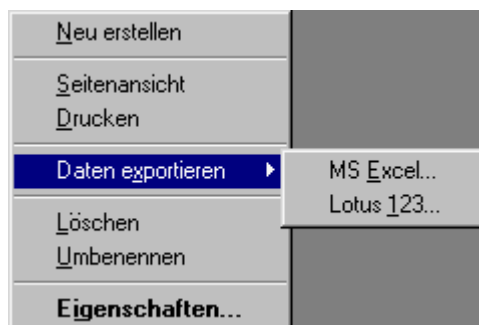 Neu erstellen
Seitenansicht
Drucken
Daten exportieren
MS Excel...
Lotus 123...
Löschen
Umbenennen
Eigenschaften...